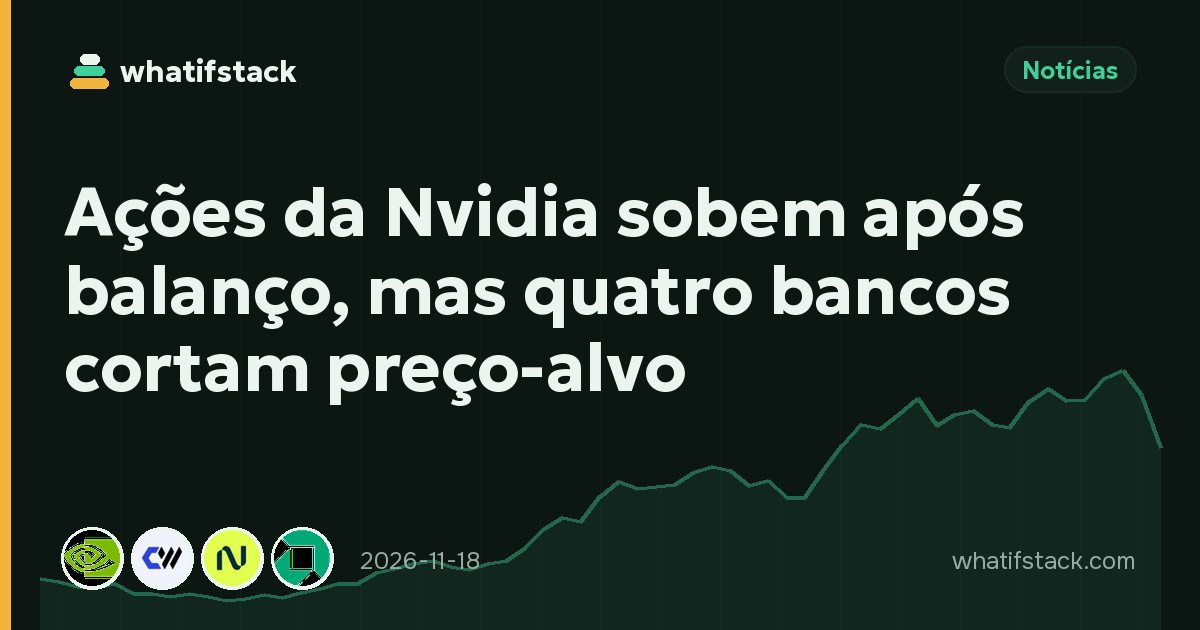 whatifstack
Notícias
Ações da Nvidia sobem após
balanço, mas quatro bancos
cortam preço-alvo
2026-11-18
whatifstack.com